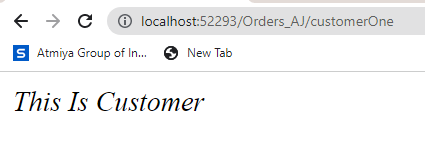 localhost:52293/Orders_AJ/customerOne
S Atmiya Group of In... New Tab
This Is Customer